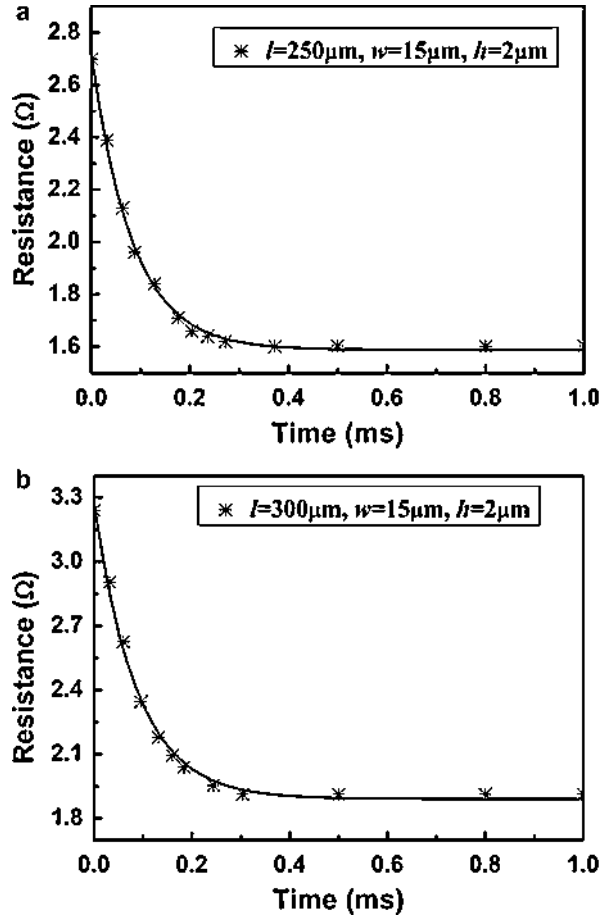 a
l=250μm, w=15μm, h=2μm
2.8
2.6
2.4
2.2
2.0
1.8
1.6
Resistance (Ω)
0.0 0.2 0.4 0.6 0.8 1.0
Time (ms)
b
l=300μm, w=15μm, h=2μm
3.3
3.0
2.7
2.4
2.1
1.8
Resistance (Ω)
0.0 0.2 0.4 0.6 0.8 1.0
Time (ms)